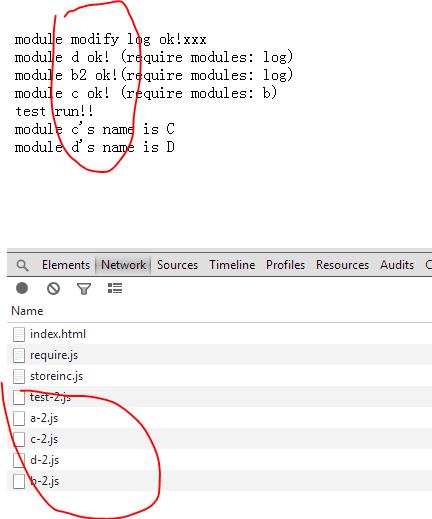 module modify log ok!xxx
module d ok! (require modules: log)
module b2 ok!(require modules: log)
module c ok! (require modules: b)
test run!!
module c's name is C
module d's name is D
Elements Network Sources Timeline Profiles Resources Audits C
Name
index.html
require.js
storeinc.js
test-2.js
a-2.js
c-2.js
d-2.js
b-2.js